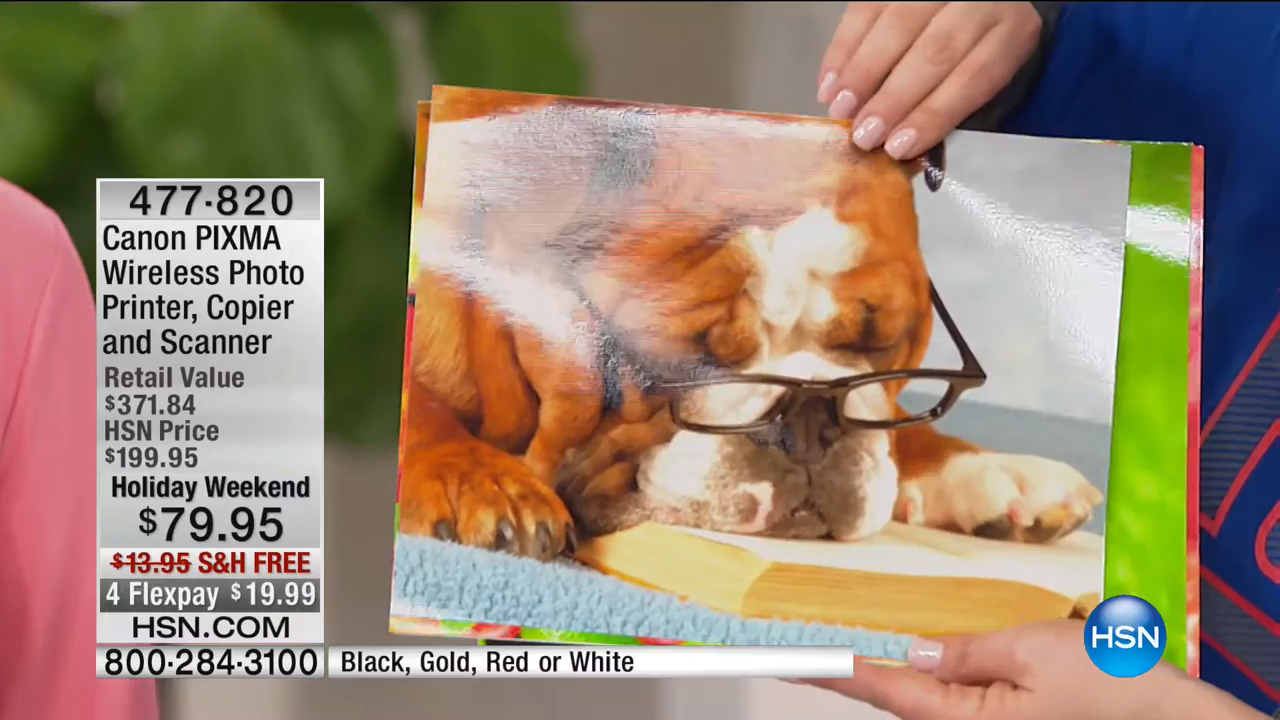 477·820
Canon PIXMA
Wireless Photo
Printer, Copier
and Scanner
Retail Value
$371.84
HSN Price
$199.95
Holiday Weekend
$79.95
$13.95 S&H FREE
4 Flexpay $19.99
HSN.COM
800·284·3100
Black, Gold, Red or White
HSN